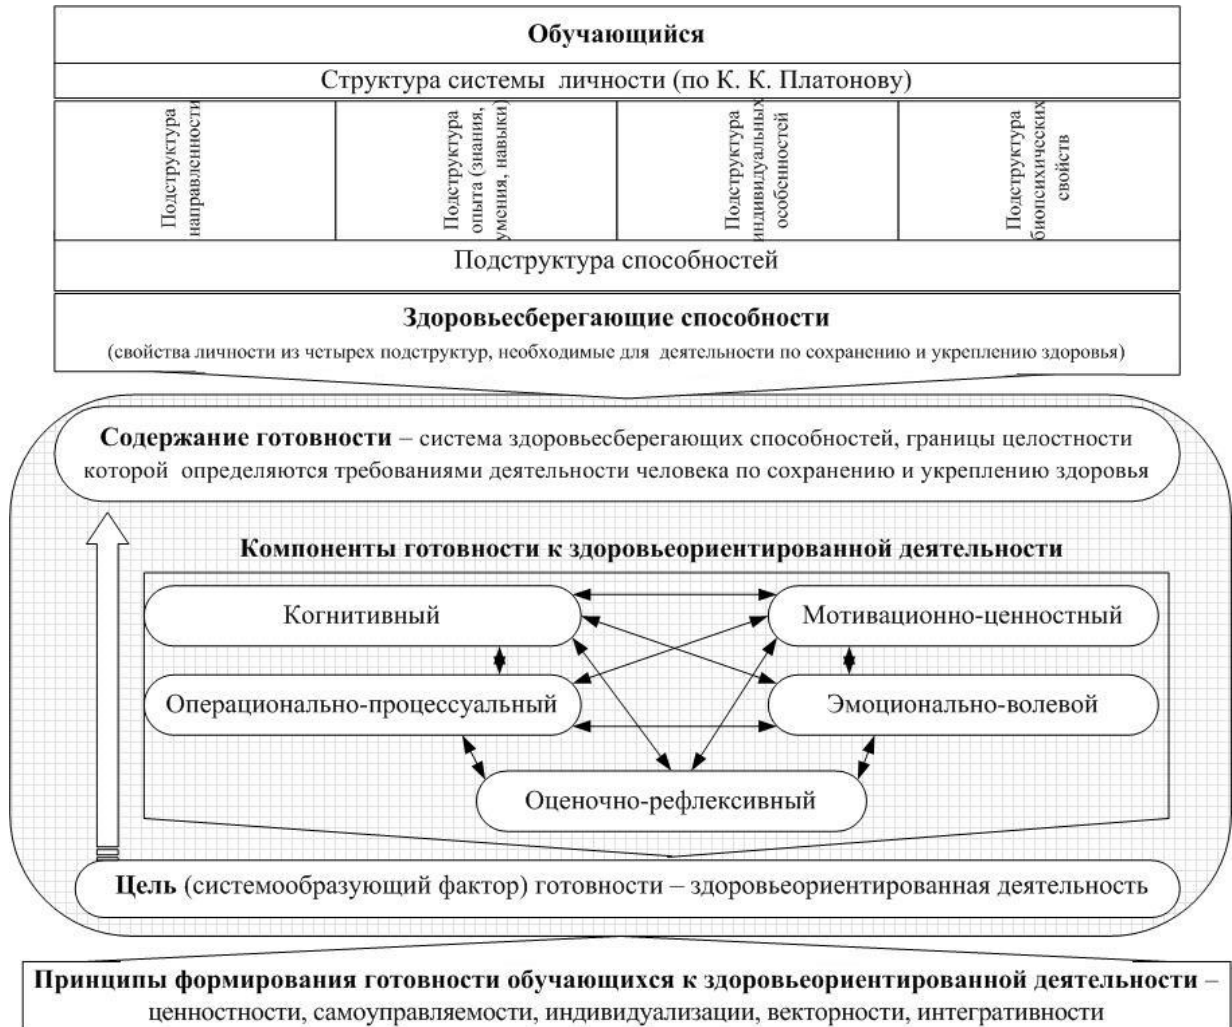 Обучающийся
Структура системы личности (по К. К. Платонову)
Подструктура
направленности
Подструктура
опыта (знания,
умения, навыки)
Подструктура
индивидуальных
особенностей
Подструктура
биопсихических
свойств
Подструктура способностей
Здоровьесберегающие способности
(свойства личности из четырех подструктур, необходимые для деятельности по сохранению и укреплению здоровья)
Содержание готовности – система здоровьесберегающих способностей, границы целостности
которой определяются требованиями деятельности человека по сохранению и укреплению здоровья
Компоненты готовности к здоровьеориентированной деятельности
Когнитивный
Мотивационно-ценностный
Операционально-процессуальный
Эмоционально-волевой
Оценочно-рефлексивный
Цель (системообразующий фактор) готовности – здоровьеориентированная деятельность
Принципы формирования готовности обучающихся к здоровьеориентированной деятельности –
ценностности, самоуправляемости, индивидуализации, векторности, интегративности